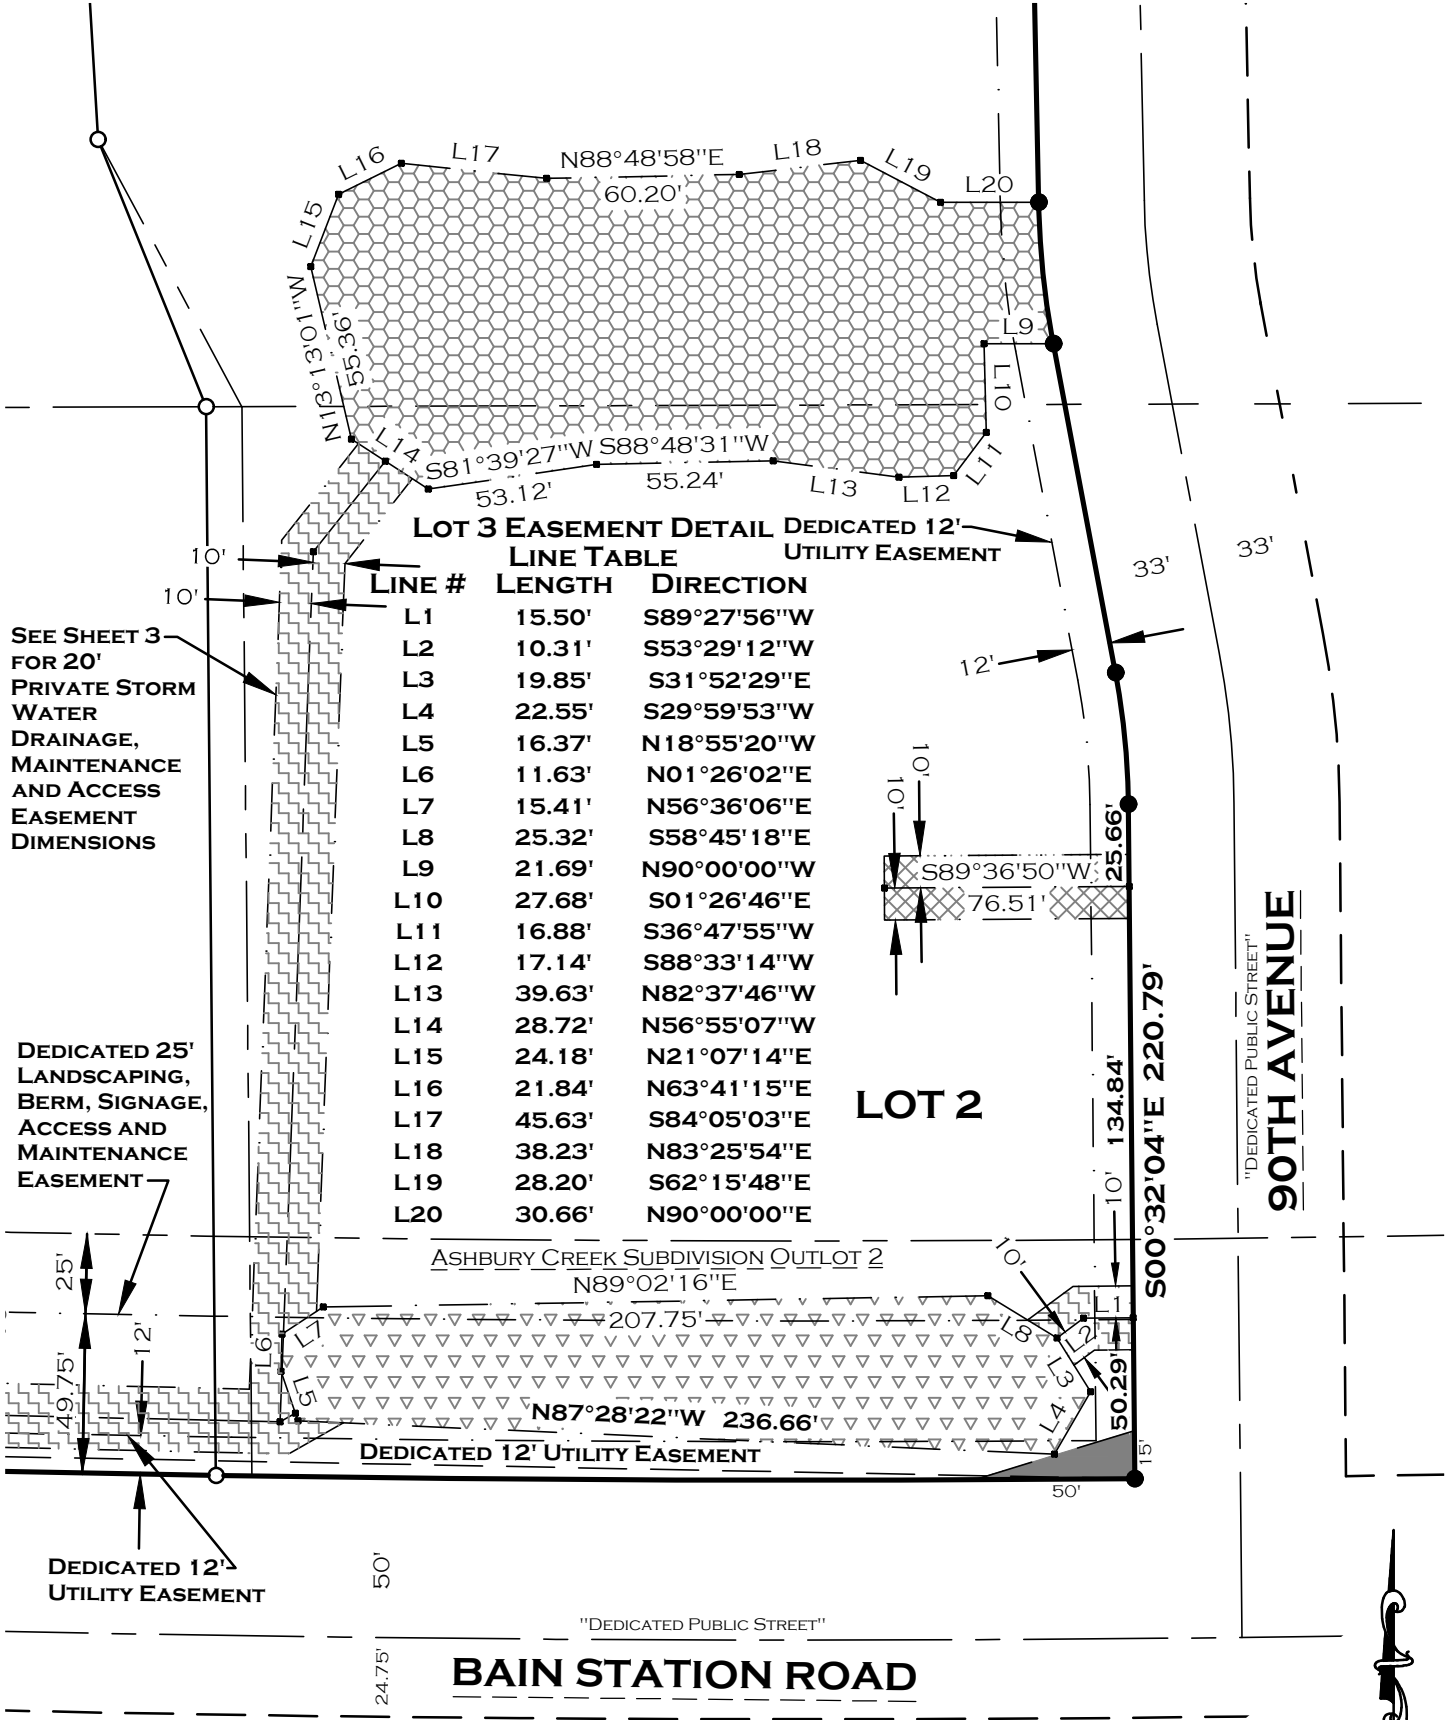 L16
L17
N88°48'58"E
60.20'
L18
L19
L20
L15
N13°13'01"W
55.36'
L9
L10
L14
S81°39'27"W
53.12'
S88°48'31"W
55.24'
L13
L12
L11
LOT 3 EASEMENT DETAIL
LINE TABLE
LINE # LENGTH DIRECTION
L1 15.50' S89°27'56"W
L2 10.31' S53°29'12"W
L3 19.85' S31°52'29"E
L4 22.55' S29°59'53"W
L5 16.37' N18°55'20"W
L6 11.63' N01°26'02"E
L7 15.41' N56°36'06"E
L8 25.32' S58°45'18"E
L9 21.69' N90°00'00"W
L10 27.68' S01°26'46"E
L11 16.88' S36°47'55"W
L12 17.14' S88°33'14"W
L13 39.63' N82°37'46"W
L14 28.72' N56°55'07"W
L15 24.18' N21°07'14"E
L16 21.84' N63°41'15"E
L17 45.63' S84°05'03"E
L18 38.23' N83°25'54"E
L19 28.20' S62°15'48"E
L20 30.66' N90°00'00"E
DEDICATED 12'
UTILITY EASEMENT
33'
33'
12'
10'
10'
SEE SHEET 3
FOR 20'
PRIVATE STORM
WATER
DRAINAGE,
MAINTENANCE
AND ACCESS
EASEMENT
DIMENSIONS
10'
10'
S89°36'50"W
76.51'
25.66'
134.84'
10'
S00°32'04"E 220.79'
"DEDICATED PUBLIC STREET"
90TH AVENUE
LOT 2
DEDICATED 25'
LANDSCAPING,
BERM, SIGNAGE,
ACCESS AND
MAINTENANCE
EASEMENT
25'
49.75'
12'
ASHBURY CREEK SUBDIVISION OUTLOT 2
N89°02'16"E
207.75'
10'
L1
L2
L8
L3
L4
L7
L6
L5
50.29'
N87°28'22"W 236.66'
DEDICATED 12' UTILITY EASEMENT
15'
50'
DEDICATED 12'
UTILITY EASEMENT
50'
24.75'
"DEDICATED PUBLIC STREET"
BAIN STATION ROAD